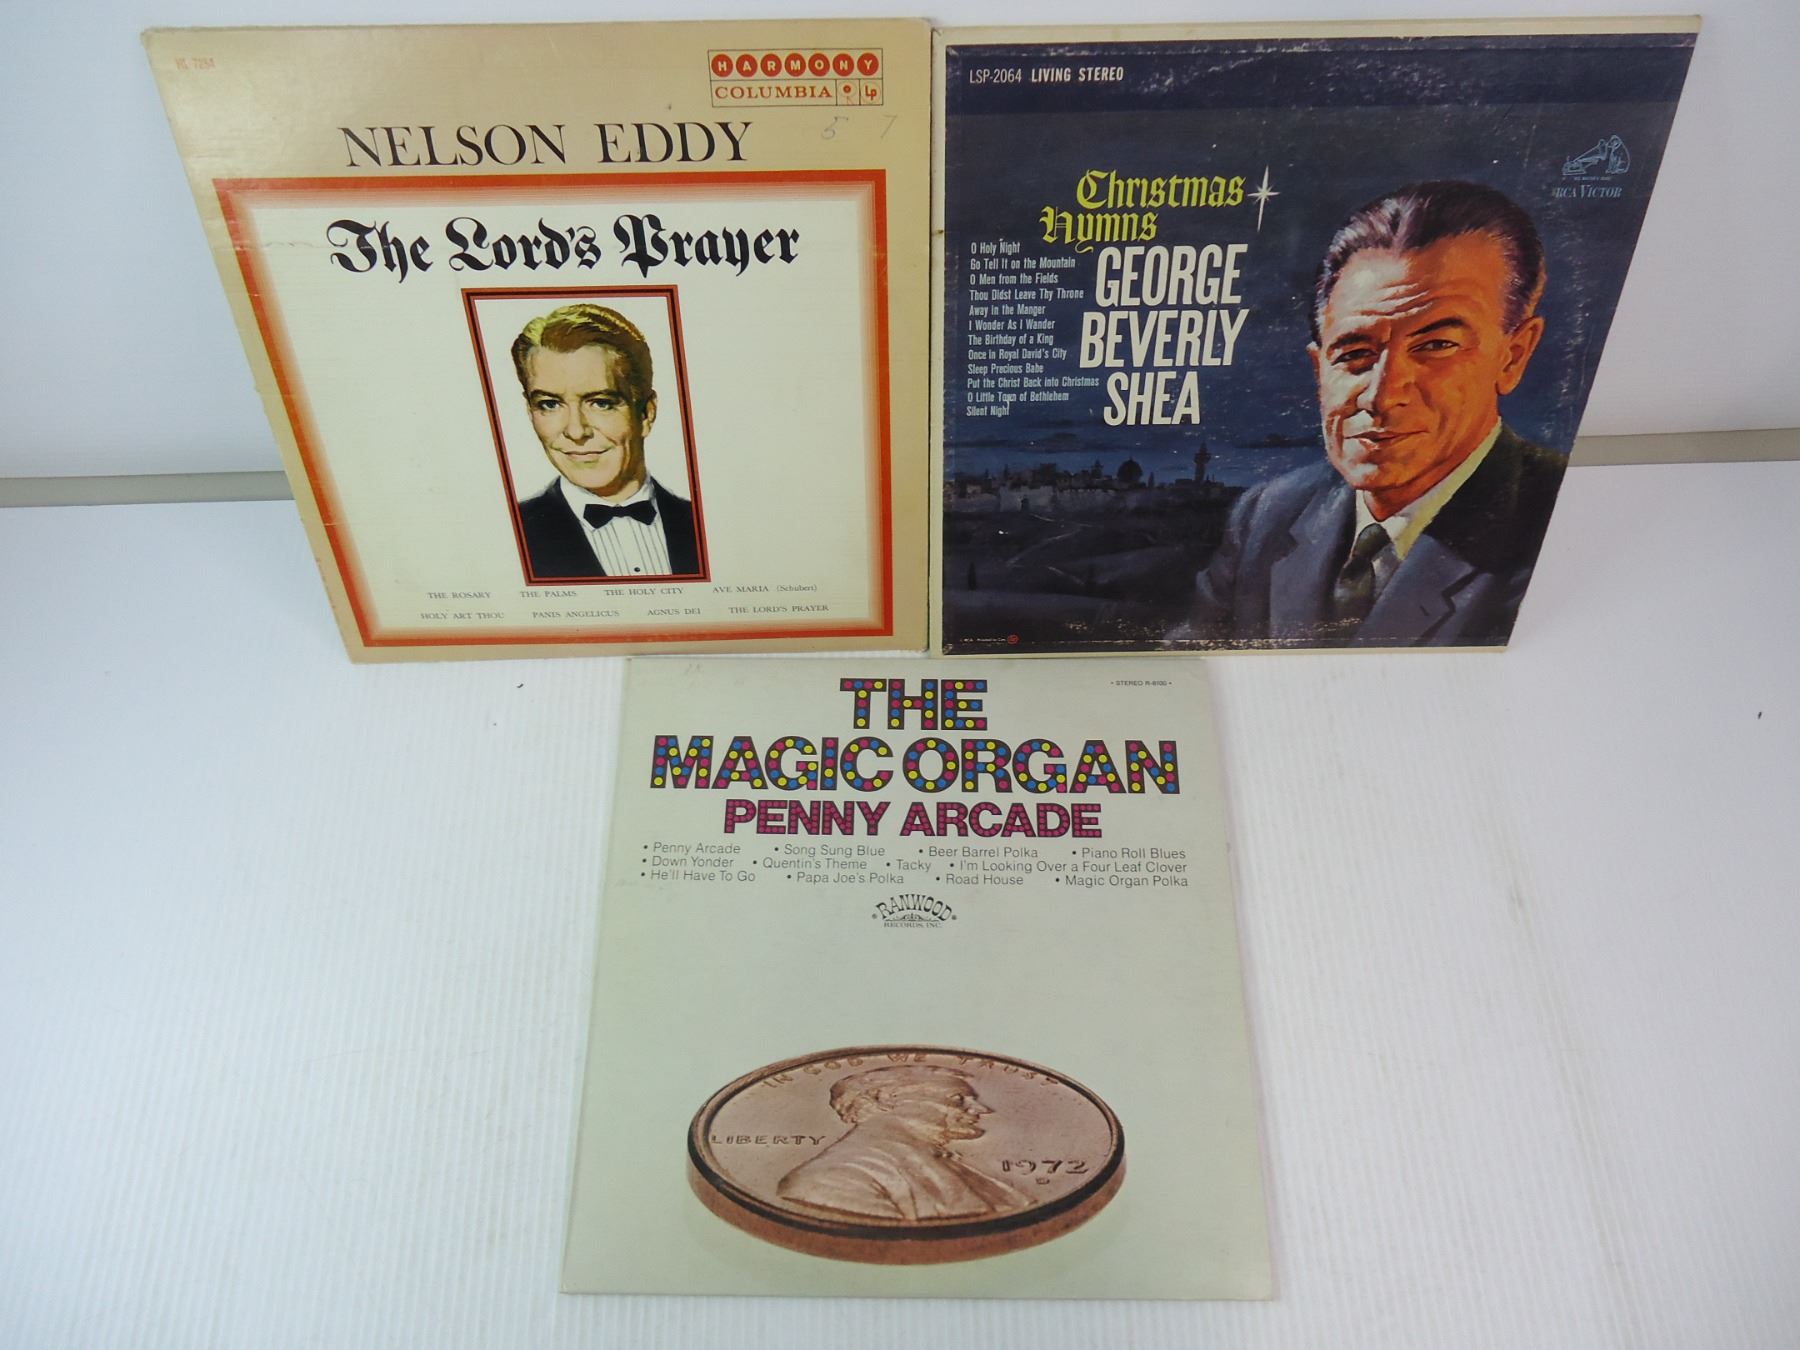 HL 7254
HARMONY
COLUMBIA Lp
5 7
NELSON EDDY
The Lord's Prayer
THE ROSARY THE PALMS THE HOLY CITY AVE MARIA (Schubert)
HOLY ART THOU PANIS ANGELICUS AGNUS DEI THE LORD'S PRAYER
LSP-2064 LIVING STEREO
RCA VICTOR
Christmas
Hymns
GEORGE
BEVERLY
SHEA
O Holy Night
Go Tell It on the Mountain
O Men from the Fields
Thou Didst Leave Thy Throne
Away in the Manger
I Wonder As I Wander
The Birthday of a King
Once in Royal David's City
Sleep Precious Babe
Put the Christ Back into Christmas
O Little Town of Bethlehem
Silent Night
• STEREO R-8100 •
THE
MAGIC ORGAN
PENNY ARCADE
• Penny Arcade • Song Sung Blue • Beer Barrel Polka • Piano Roll Blues
• Down Yonder • Quentin's Theme • Tacky • I'm Looking Over a Four Leaf Clover
• He'll Have To Go • Papa Joe's Polka • Road House • Magic Organ Polka
RANWOOD
RECORDS, INC.
IN GOD WE TRUST
LIBERTY
1972
D